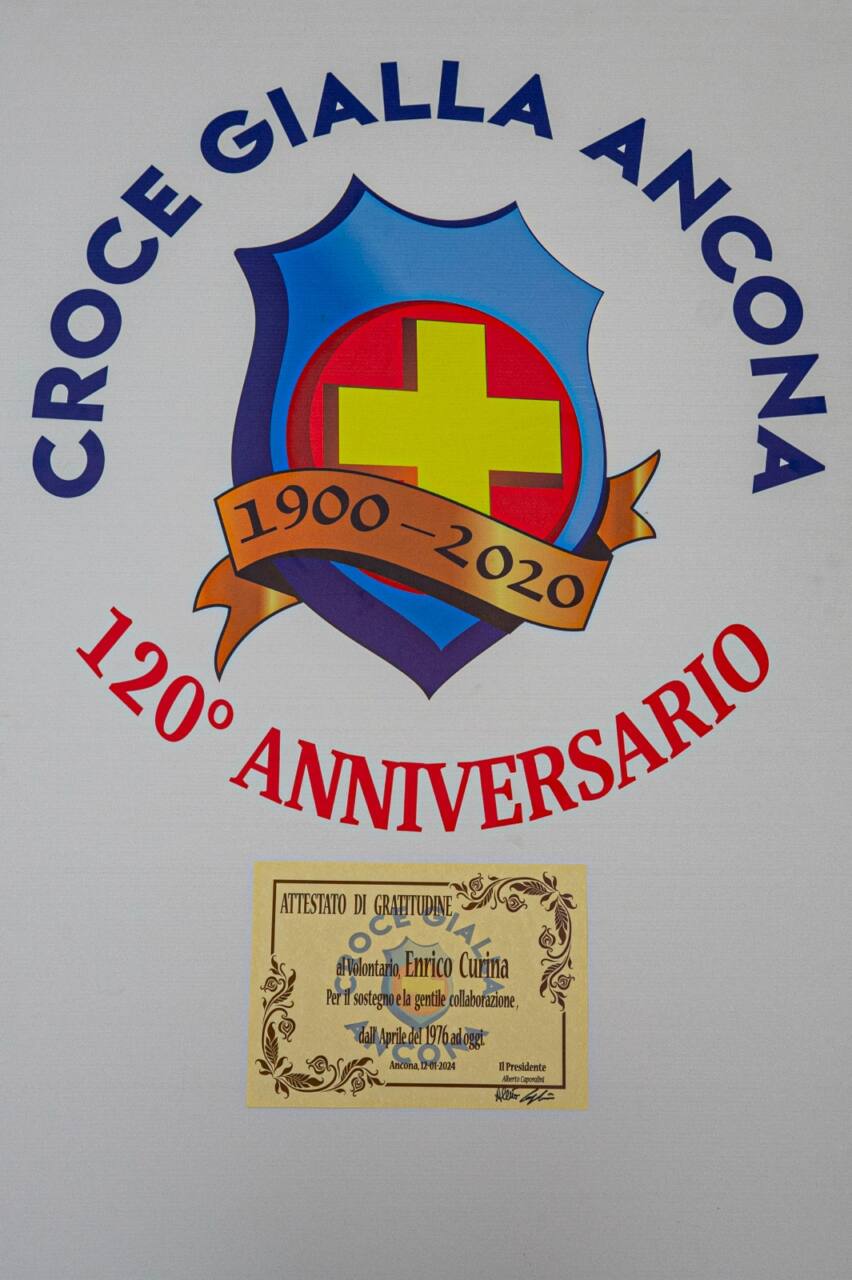 CROCE GIALLA ANCONA
1900-2020
120° ANNIVERSARIO
ATTESTATO DI GRATITUDINE
al Volontario, Enrico Curina
Per il sostegno e la gentile collaborazione,
dall' Aprile del 1976 ad oggi.
Ancona, 12-01-2024
Il Presidente
Alberto Caporalini
CROCE GIALLA
ANCONA